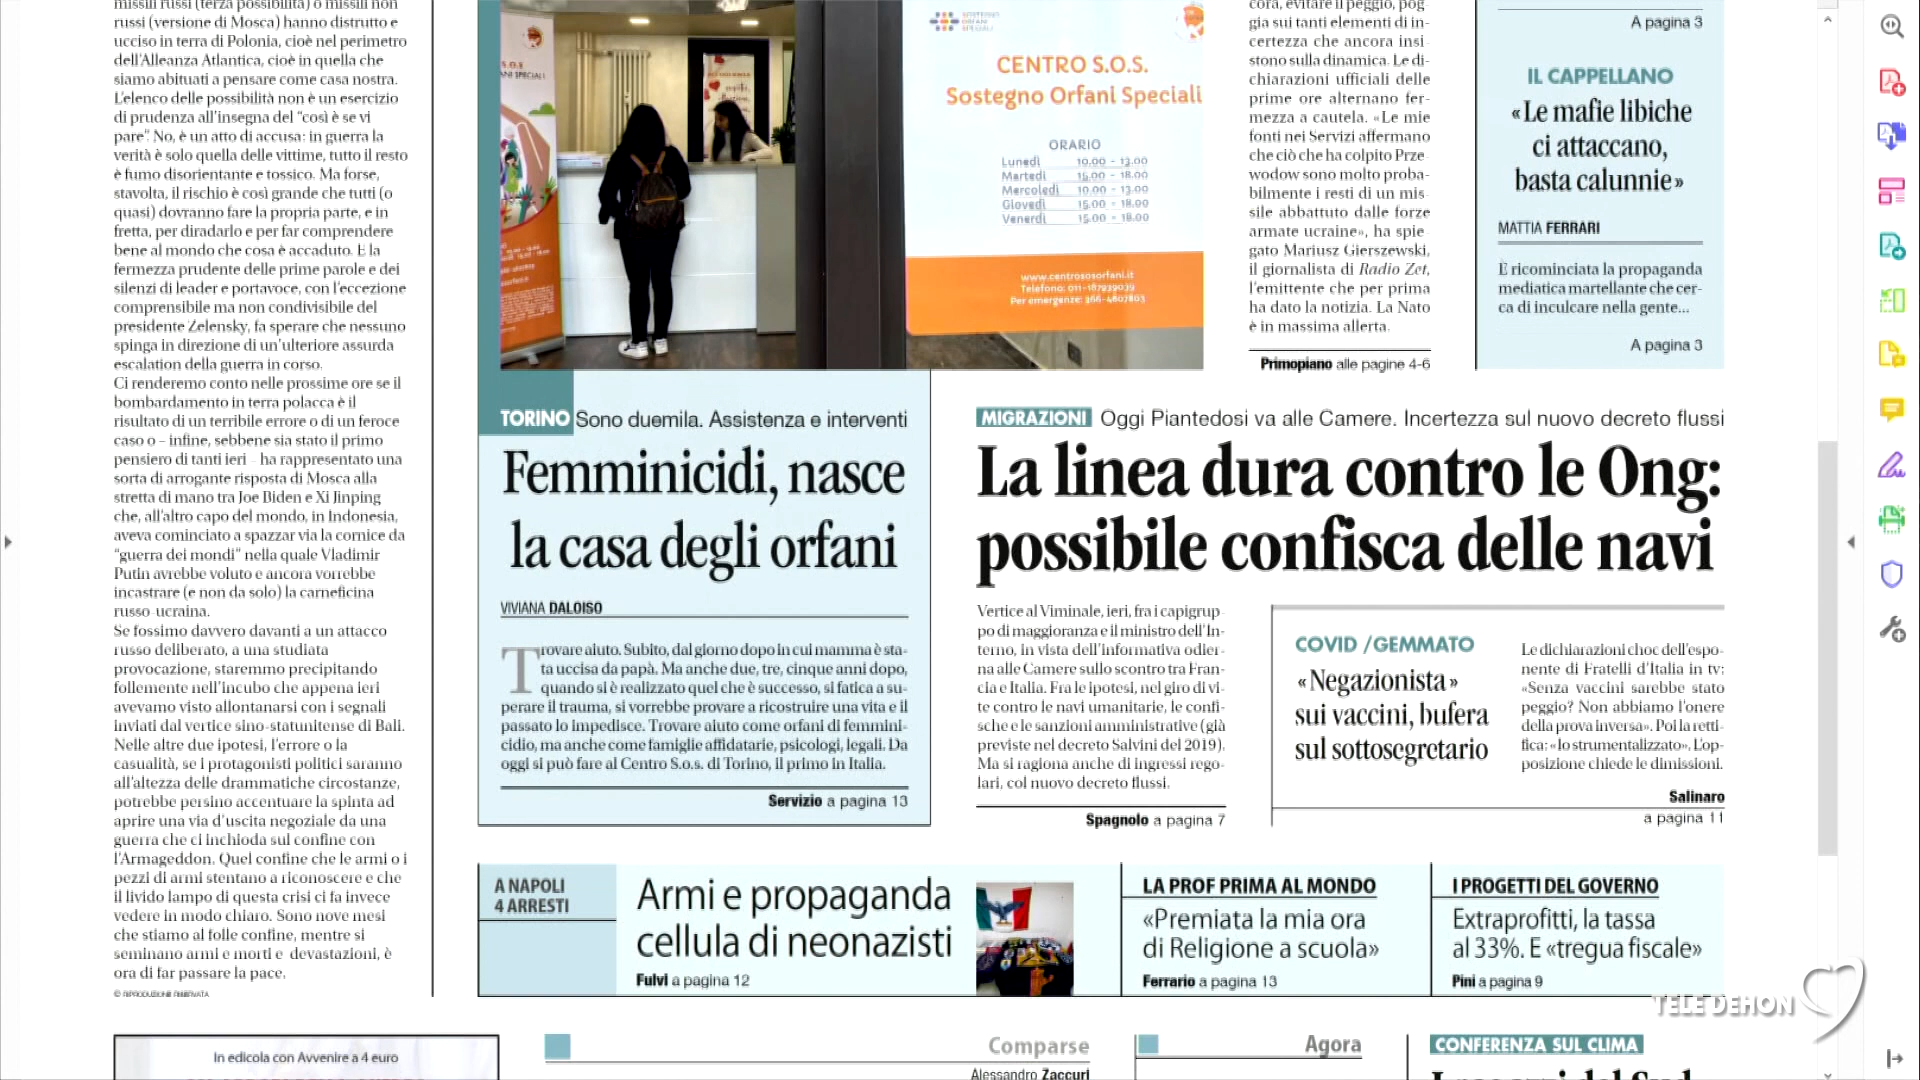 missili russi (terza possibilità) o missili non
russi (versione di Mosca) hanno distrutto e
ucciso in terra di Polonia, cioè nel perimetro
dell'Alleanza Atlantica, cioè in quella che
siamo abituati a pensare come casa nostra.
L'elenco delle possibilità non è un esercizio
di prudenza all'insegna del "così è se vi
pare". No, è un atto di accusa: in guerra la
verità è solo quella delle vittime, tutto il resto
è fumo disorientante e tossico. Ma forse,
stavolta, il rischio è così grande che tutti (o
quasi) dovranno fare la propria parte, e in
fretta, per diradarlo e per far comprendere
bene al mondo che cosa è accaduto. E la
fermezza prudente delle prime parole e dei
silenzi di leader e portavoce, con l'eccezione
comprensibile ma non condivisibile del
presidente Zelensky, fa sperare che nessuno
spinga in direzione di un'ulteriore assurda
escalation della guerra in corso.
Ci renderemo conto nelle prossime ore se il
bombardamento in terra polacca è il
risultato di un terribile errore o di un feroce
caso o – infine, sebbene sia stato il primo
pensiero di tanti ieri – ha rappresentato una
sorta di arrogante risposta di Mosca alla
stretta di mano tra Joe Biden e Xi Jinping
che, all'altro capo del mondo, in Indonesia,
aveva cominciato a spazzar via la cornice da
"guerra dei mondi" nella quale Vladimir
Putin avrebbe voluto e ancora vorrebbe
incastrare (e non da solo) la carneficina
russo-ucraina.
Se fossimo davvero davanti a un attacco
russo deliberato, a una studiata
provocazione, staremmo precipitando
follemente nell'incubo che appena ieri
avevamo visto allontanarsi con i segnali
inviati dal vertice sino-statunitense di Bali.
Nelle altre due ipotesi, l'errore o la
casualità, se i protagonisti politici saranno
all'altezza delle drammatiche circostanze,
potrebbe persino accentuare la spinta ad
aprire una via d'uscita negoziale da una
guerra che ci inchioda sul confine con
l'Armageddon. Quel confine che le armi o i
pezzi di armi stentano a riconoscere e che
il livido lampo di questa crisi ci fa invece
vedere in modo chiaro. Sono nove mesi
che stiamo al folle confine, mentre si
seminano armi e morti e devastazioni, è
ora di far passare la pace.
© RIPRODUZIONE RISERVATA
SOSTEGNO
ORFANI
SPECIALI
CENTRO S.O.S.
Sostegno Orfani Speciali
ORARIO
Lunedì 10.00 - 13.00
Martedì 15.00 - 18.00
Mercoledì 10.00 - 13.00
Giovedì 15.00 - 18.00
Venerdì 15.00 - 18.00
www.centrososorfani.it
Telefono: 011-187939039
Per emergenze: 366-4607803
cora, evitare il peggio, pog-
gia sui tanti elementi di in-
certezza che ancora insi-
stono sulla dinamica. Le di-
chiarazioni ufficiali delle
prime ore alternano fer-
mezza a cautela. «Le mie
fonti nei Servizi affermano
che ciò che ha colpito Prze-
wodow sono molto proba-
bilmente i resti di un mis-
sile abbattuto dalle forze
armate ucraine», ha spie-
gato Mariusz Gierszewski,
il giornalista di Radio Zet,
l'emittente che per prima
ha dato la notizia. La Nato
è in massima allerta.
Primopiano alle pagine 4-6
A pagina 3
IL CAPPELLANO
«Le mafie libiche
ci attaccano,
basta calunnie»
MATTIA FERRARI
È ricominciata la propaganda
mediatica martellante che cer-
ca di inculcare nella gente...
A pagina 3
TORINO Sono duemila. Assistenza e interventi
Femminicidi, nasce
la casa degli orfani
VIVIANA DALOISO
Trovare aiuto. Subito, dal giorno dopo in cui mamma è sta-
ta uccisa da papà. Ma anche due, tre, cinque anni dopo,
quando si è realizzato quel che è successo, si fatica a su-
perare il trauma, si vorrebbe provare a ricostruire una vita e il
passato lo impedisce. Trovare aiuto come orfani di femmini-
cidio, ma anche come famiglie affidatarie, psicologi, legali. Da
oggi si può fare al Centro S.o.s. di Torino, il primo in Italia.
Servizio a pagina 13
MIGRAZIONI Oggi Piantedosi va alle Camere. Incertezza sul nuovo decreto flussi
La linea dura contro le Ong:
possibile confisca delle navi
Vertice al Viminale, ieri, fra i capigrup-
po di maggioranza e il ministro dell'In-
terno, in vista dell'informativa odier-
na alle Camere sullo scontro tra Fran-
cia e Italia. Fra le ipotesi, nel giro di vi-
te contro le navi umanitarie, le confi-
sche e le sanzioni amministrative (già
previste nel decreto Salvini del 2019).
Ma si ragiona anche di ingressi rego-
lari, col nuovo decreto flussi.
Spagnolo a pagina 7
COVID /GEMMATO
«Negazionista»
sui vaccini, bufera
sul sottosegretario
Le dichiarazioni choc dell'espo-
nente di Fratelli d'Italia in tv:
«Senza vaccini sarebbe stato
peggio? Non abbiamo l'onere
della prova inversa». Poi la retti-
fica: «Io strumentalizzato». L'op-
posizione chiede le dimissioni.
Salinaro
a pagina 11
A NAPOLI
4 ARRESTI
Armi e propaganda
cellula di neonazisti
Fulvi a pagina 12
LA PROF PRIMA AL MONDO
«Premiata la mia ora
di Religione a scuola»
Ferrario a pagina 13
I PROGETTI DEL GOVERNO
Extraprofitti, la tassa
al 33%. E «tregua fiscale»
Pini a pagina 9
TELE DEHON
In edicola con Avvenire a 4 euro
Comparse
Alessandro Zaccuri
Agora
CONFERENZA SUL CLIMA